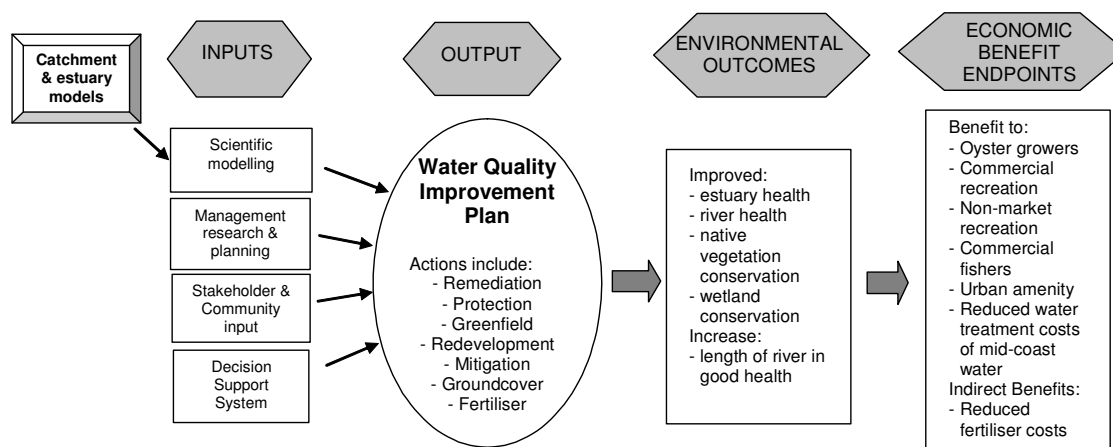 Catchment
& estuary
models
INPUTS
Scientific
modelling
Management
research &
planning
Stakeholder &
Community
input
Decision
Support
System
OUTPUT
Water Quality
Improvement
Plan
Actions include:
- Remediation
- Protection
- Greenfield
- Redevelopment
- Mitigation
- Groundcover
- Fertiliser
ENVIRONMENTAL
OUTCOMES
Improved:
- estuary health
- river health
- native
vegetation
conservation
- wetland
conservation
Increase:
- length of river in
good health
ECONOMIC
BENEFIT
ENDPOINTS
Benefit to:
- Oyster growers
- Commercial
recreation
- Non-market
recreation
- Commercial
fishers
- Urban amenity
- Reduced water
treatment costs
of mid-coast
water
Indirect Benefits:
- Reduced
fertiliser costs